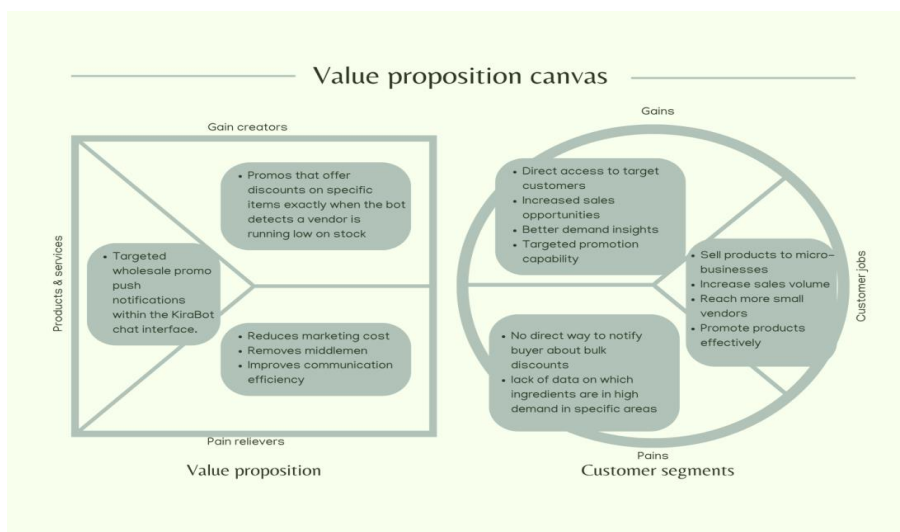 Value proposition canvas
Gain creators
• Promos that offer
discounts on specific
items exactly when the bot
detects a vendor is
running low on stock
Products & services
• Targeted
wholesale promo
push
notifications
within the KiraBot
chat interface.
• Reduces marketing cost
• Removes middlemen
• Improves communication
efficiency
Pain relievers
Value proposition
Gains
• Direct access to target
customers
• Increased sales
opportunities
• Better demand insights
• Targeted promotion
capability
• Sell products to micro-
businesses
• Increase sales volume
• Reach more small
vendors
• Promote products
effectively
Customer jobs
• No direct way to notify
buyer about bulk
discounts
• lack of data on which
ingredients are in high
demand in specific areas
Pains
Customer segments